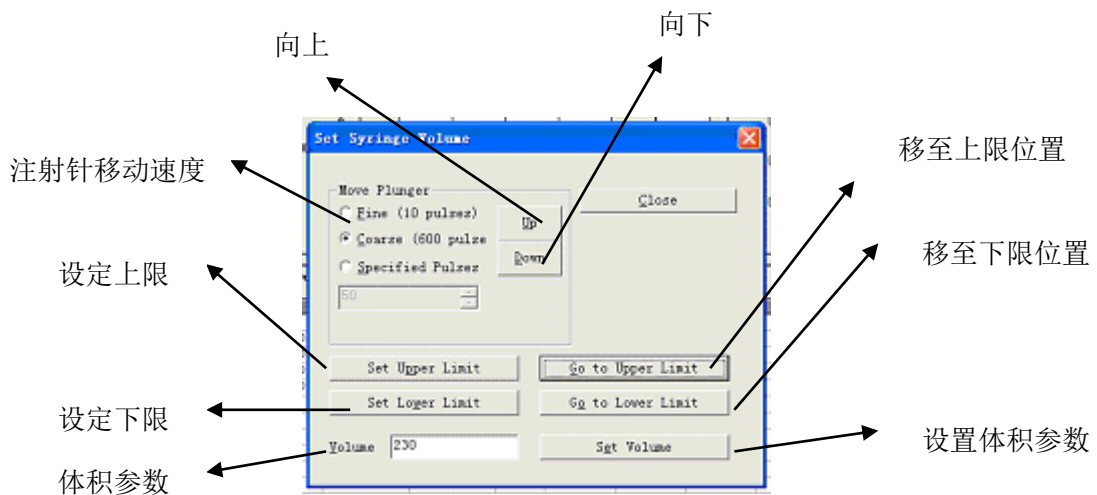 向上
向下
Set Syringe Volume
注射针移动速度
移至上限位置
Move Plunger
Fine (10 pulses)
Up
Close
Coarse (600 pulse
Down
Specified Pulses
50
设定上限
移至下限位置
Set Upper Limit
Go to Upper Limit
Set Lower Limit
Go to Lower Limit
设定下限
Volume
230
Set Volume
设置体积参数
体积参数